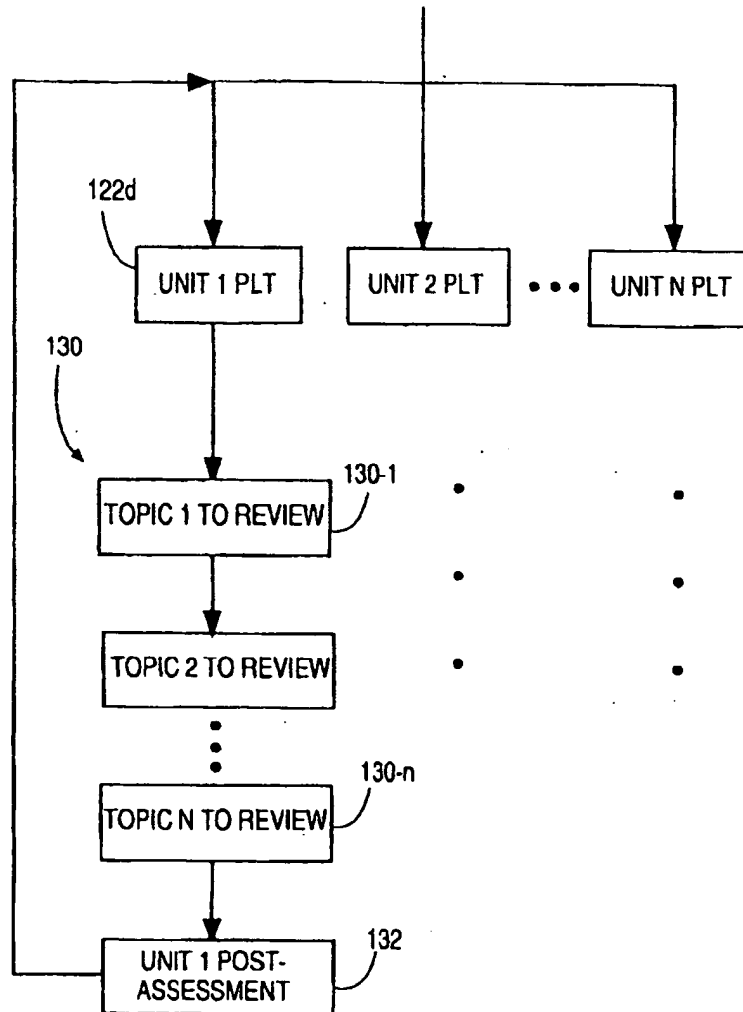 122d
UNIT 1 PLT
UNIT 2 PLT
UNIT N PLT
130
TOPIC 1 TO REVIEW
130-1
TOPIC 2 TO REVIEW
TOPIC N TO REVIEW
130-n
UNIT 1 POST-
ASSESSMENT
132